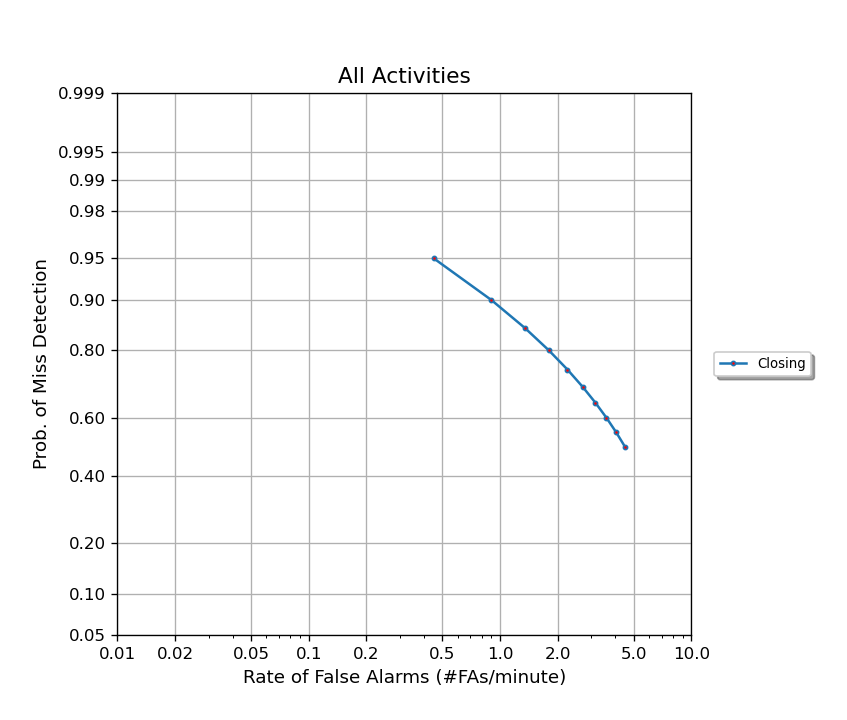 All Activities
0.999
0.995
0.99
0.98
0.95
0.90
0.80
0.60
0.40
0.20
0.10
0.05
Prob. of Miss Detection
0.01 0.02 0.05 0.1 0.2 0.5 1.0 2.0 5.0 10.0
Rate of False Alarms (#FAs/minute)
Closing